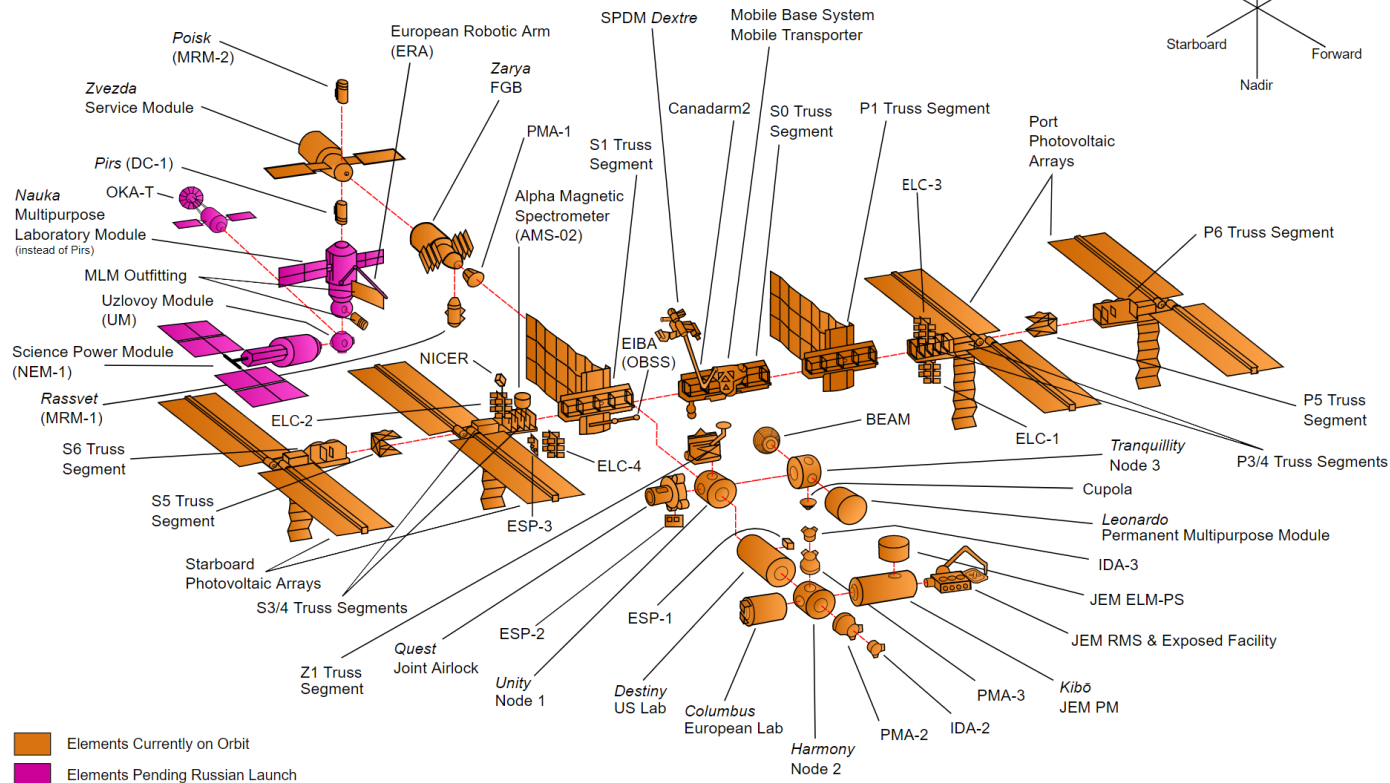 Starboard
Forward
Nadir
Poisk
(MRM-2)
European Robotic Arm
(ERA)
SPDM Dextre
Mobile Base System
Mobile Transporter
Zvezda
Service Module
Zarya
FGB
Canadarm2
S0 Truss
Segment
P1 Truss Segment
Port
Photovoltaic
Arrays
PMA-1
S1 Truss
Segment
Pirs (DC-1)
OKA-T
Nauka
Multipurpose
Laboratory Module
(instead of Pirs)
Alpha Magnetic
Spectrometer
(AMS-02)
ELC-3
P6 Truss Segment
MLM Outfitting
Uzlovoy Module
(UM)
Science Power Module
(NEM-1)
Rassvet
(MRM-1)
NICER
EIBA
(OBSS)
ELC-2
BEAM
ELC-1
P5 Truss
Segment
S6 Truss
Segment
ELC-4
Tranquillity
Node 3
P3/4 Truss Segments
Cupola
S5 Truss
Segment
ESP-3
Leonardo
Permanent Multipurpose Module
Starboard
Photovoltaic Arrays
IDA-3
S3/4 Truss Segments
JEM ELM-PS
ESP-2
ESP-1
JEM RMS & Exposed Facility
Quest
Joint Airlock
Z1 Truss
Segment
Unity
Node 1
Destiny
US Lab
Columbus
European Lab
Harmony
Node 2
PMA-2
IDA-2
PMA-3
Kibō
JEM PM
Elements Currently on Orbit
Elements Pending Russian Launch